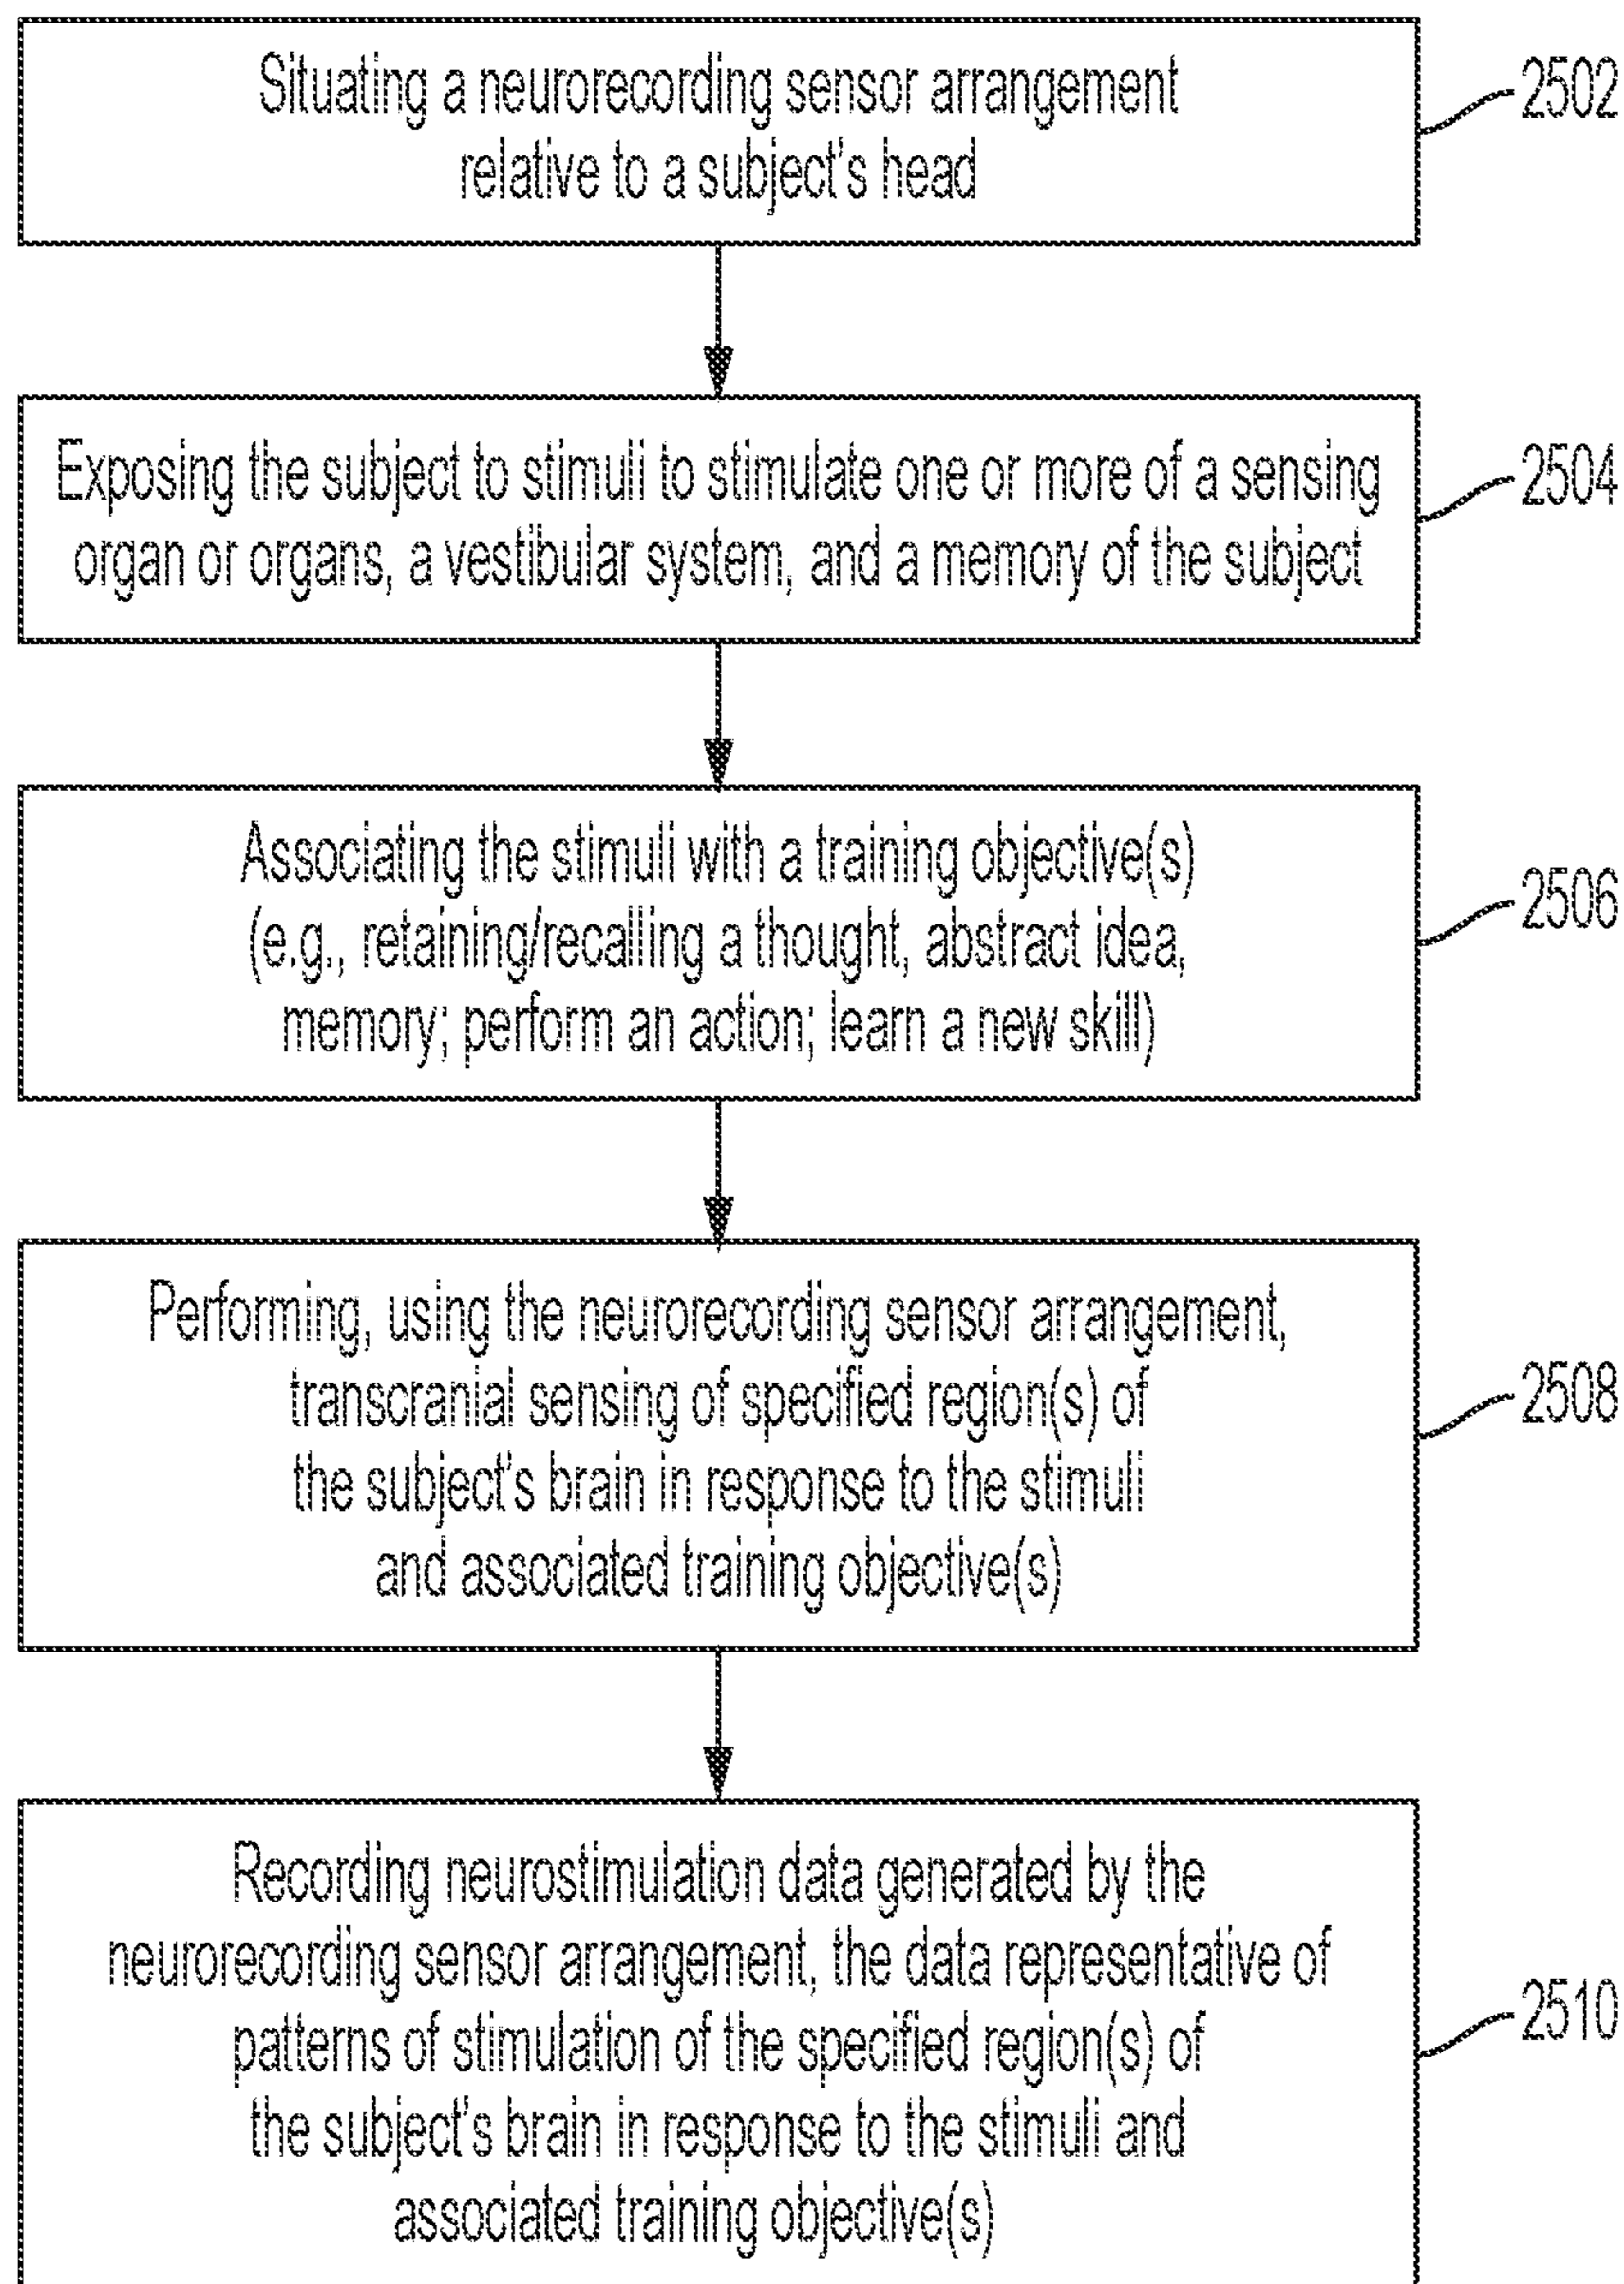 Situating a neurorecording sensor arrangement
relative to a subject's head
2502
Exposing the subject to stimuli to stimulate one or more of a sensing
organ or organs, a vestibular system, and a memory of the subject
2504
Associating the stimuli with a training objective(s)
(e.g., retaining/recalling a thought, abstract idea,
memory; perform an action; learn a new skill)
2506
Performing, using the neurorecording sensor arrangement,
transcranial sensing of specified region(s) of
the subject's brain in response to the stimuli
and associated training objective(s)
2508
Recording neurostimulation data generated by the
neurorecording sensor arrangement, the data representative of
patterns of stimulation of the specified region(s) of
the subject's brain in response to the stimuli and
associated training objective(s)
2510